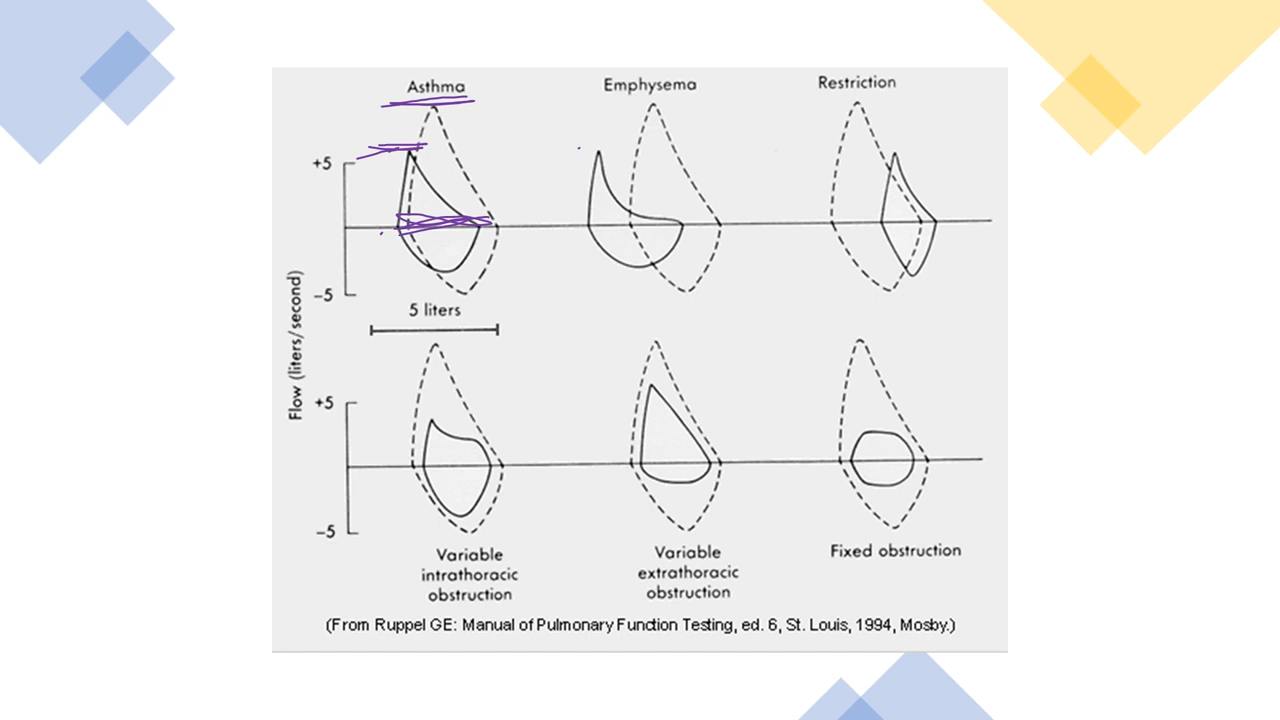 Asthma
Emphysema
Restriction
+5
−5
5 liters
Flow (liters/second)
+5
−5
Variable
intrathoracic
obstruction
Variable
extrathoracic
obstruction
Fixed obstruction
(From Ruppel GE: Manual of Pulmonary Function Testing, ed. 6, St. Louis, 1994, Mosby.)